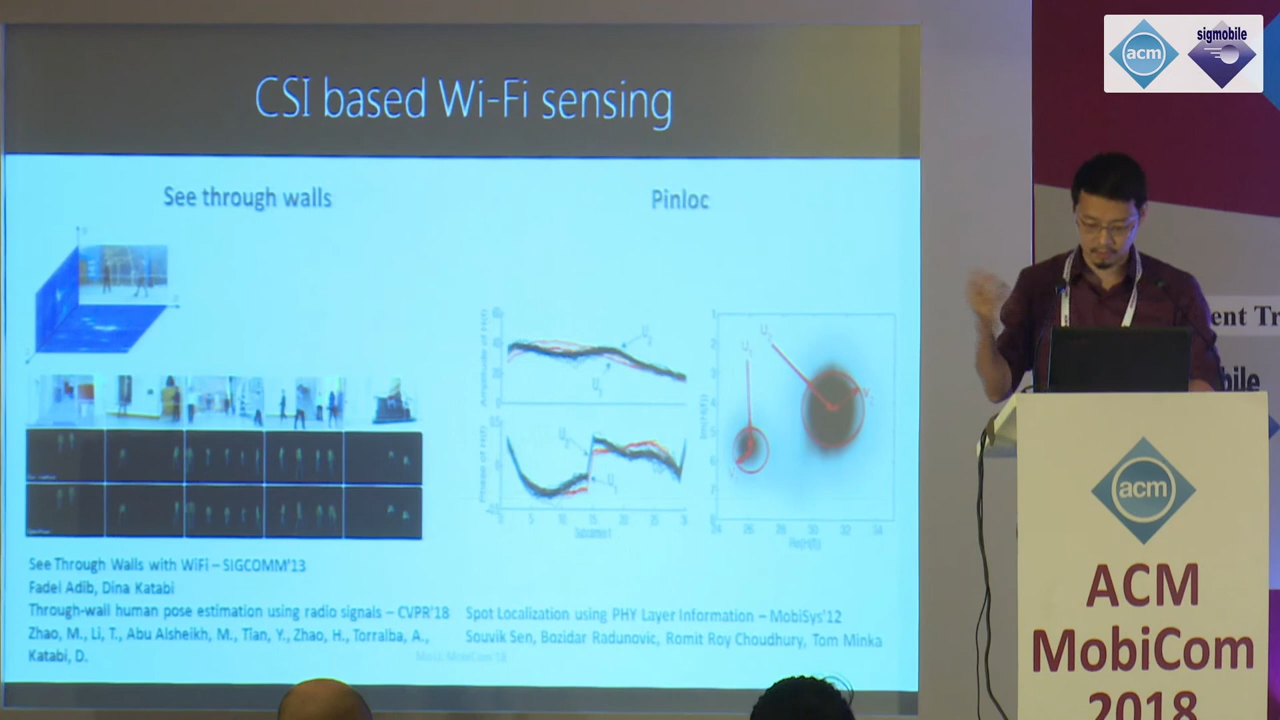 CSI based Wi-Fi sensing
See through walls
Pinloc
See Through Walls with WiFi – SIGCOMM'13
Fadel Adib, Dina Katabi
Through-wall human pose estimation using radio signals – CVPR'18
Zhao, M., Li, T., Abu Alsheikh, M., Tian, Y., Zhao, H., Torralba, A.,
Katabi, D.
Spot Localization using PHY Layer Information – MobiSys'12
Souvik Sen, Bozidar Radunovic, Romit Roy Choudhury, Tom Minka
acm
sigmobile
ent Tr
bile
acm
ACM
MobiCom
2018